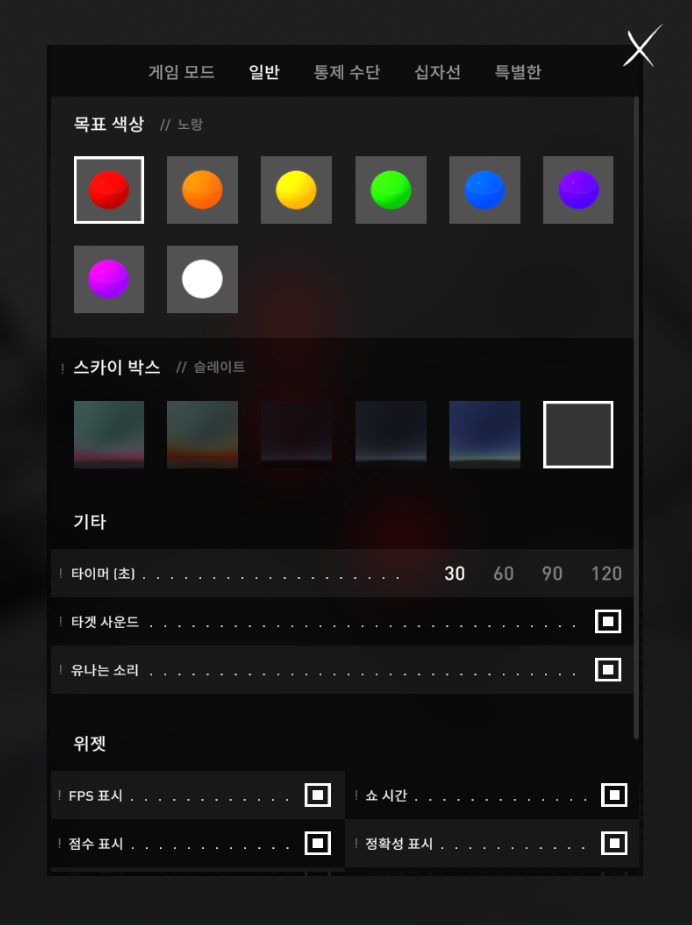 게임 모드 일반 통제 수단 십자선 특별한
목표 색상 // 노랑
! 스카이 박스 // 슬레이트
기타
! 타이머 (초) . . . . . . . . . . . . . . . . . . . . 30 60 90 120
! 타겟 사운드 . . . . . . . . . . . . . . . . . . . . . . . . . . . . . . .
! 유나는 소리 . . . . . . . . . . . . . . . . . . . . . . . . . . . . . . .
위젯
! FPS 표시 . . . . . . . . . . . . ! 쇼 시간 . . . . . . . . . . . . .
! 점수 표시 . . . . . . . . . . . . ! 정확성 표시 . . . . . . . . . . .